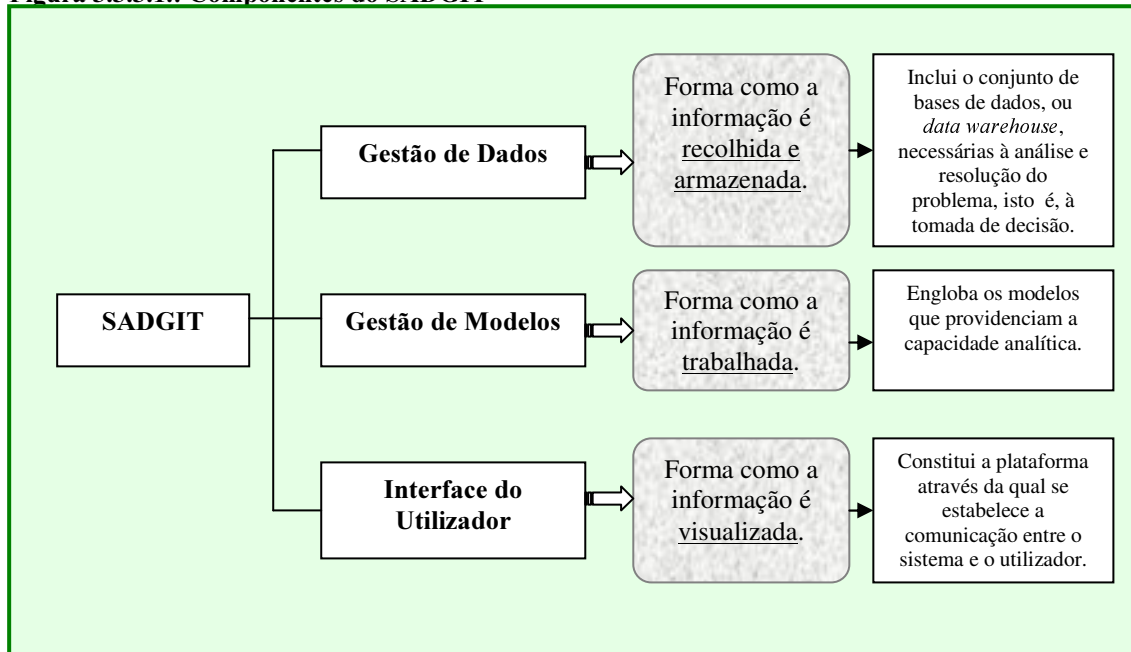 Gestão de Dados
Forma como a
informação é
recolhida e
armazenada.
Inclui o conjunto de
bases de dados, ou
data warehouse,
necessárias à análise e
resolução do
problema, isto é, à
tomada de decisão.
SADGIT
Gestão de Modelos
Forma como a
informação é
trabalhada.
Engloba os modelos
que providenciam a
capacidade analítica.
Interface do
Utilizador
Forma como a
informação é
visualizada.
Constitui a plataforma
através da qual se
estabelece a
comunicação entre o
sistema e o utilizador.